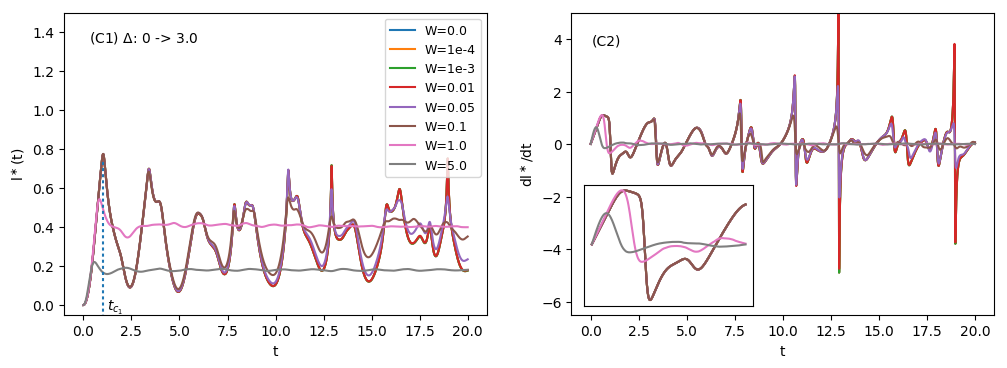 (C1) Δ: 0 -> 3.0
W=0.0
W=1e-4
W=1e-3
W=0.01
W=0.05
W=0.1
W=1.0
W=5.0
l*(t)
1.4
1.2
1.0
0.8
0.6
0.4
0.2
0.0
t_{c_1}
0.0 2.5 5.0 7.5 10.0 12.5 15.0 17.5 20.0
t
(C2)
dl*/dt
4
2
0
−2
−4
−6
0.0 2.5 5.0 7.5 10.0 12.5 15.0 17.5 20.0
t